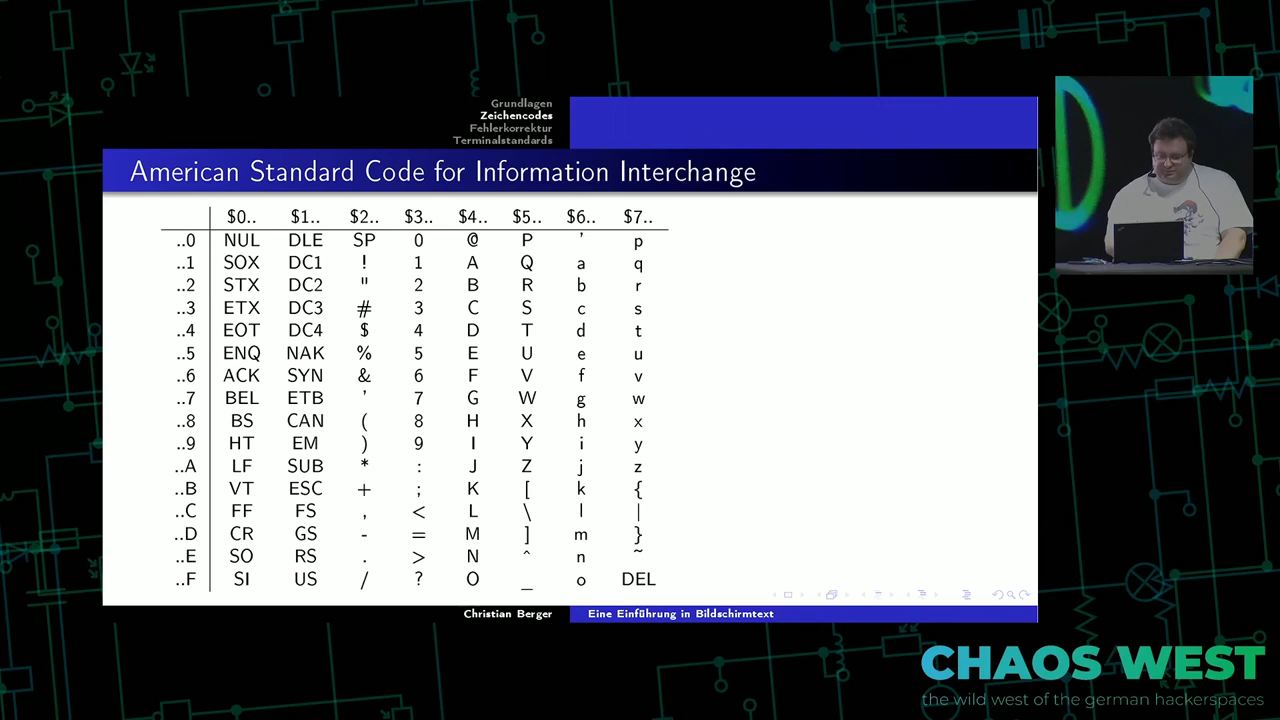 Grundlagen
Zeichencodes
Fehlerkorrektur
Terminalstandards
American Standard Code for Information Interchange
$0.. $1.. $2.. $3.. $4.. $5.. $6.. $7..
..0 NUL DLE SP 0 @ P ' p
..1 SOX DC1 ! 1 A Q a q
..2 STX DC2 " 2 B R b r
..3 ETX DC3 # 3 C S c s
..4 EOT DC4 $ 4 D T d t
..5 ENQ NAK % 5 E U e u
..6 ACK SYN & 6 F V f v
..7 BEL ETB ' 7 G W g w
..8 BS CAN ( 8 H X h x
..9 HT EM ) 9 I Y i y
..A LF SUB * : J Z j z
..B VT ESC + ; K [ k {
..C FF FS , < L \ l |
..D CR GS - = M ] m }
..E SO RS . > N ^ n ~
..F SI US / ? O _ o DEL
Christian Berger Eine Einführung in Bildschirmtext
CHAOS WEST
the wild west of the german hackerspaces